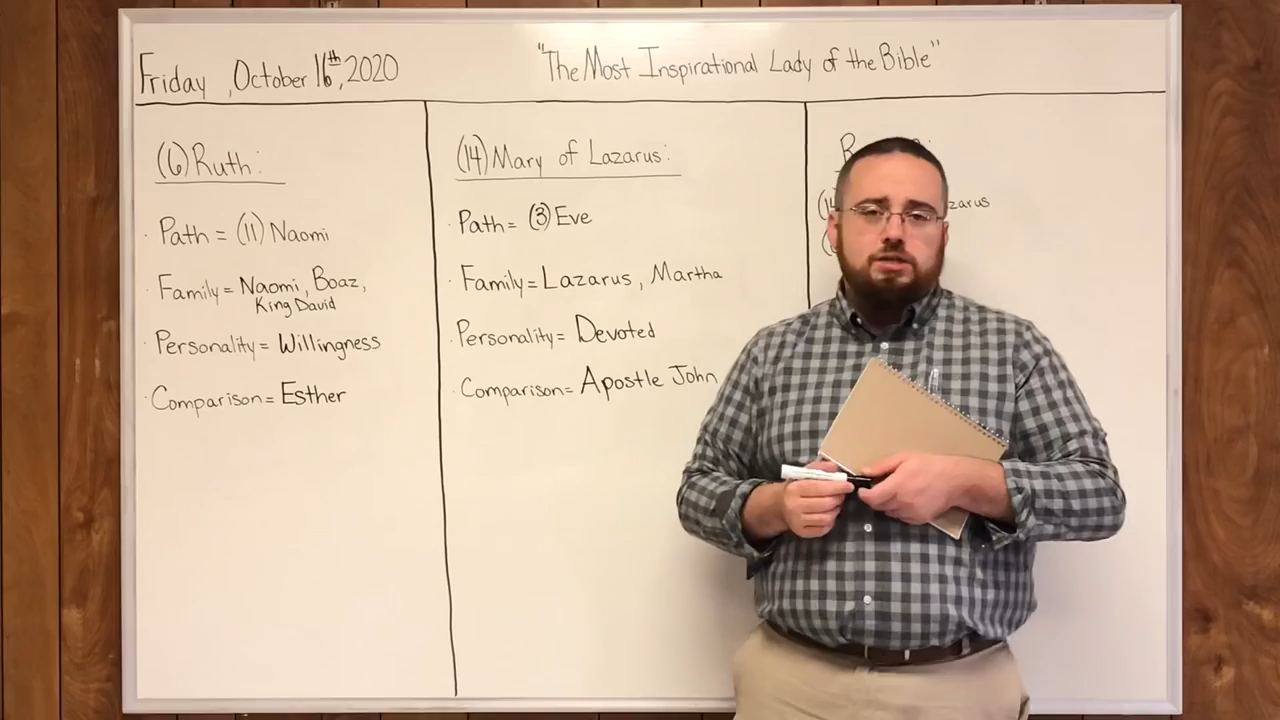 Friday, October 16th, 2020
"The Most Inspirational Lady of the Bible"
(6) Ruth:
· Path = (11) Naomi
· Family = Naomi, Boaz,
King David
· Personality = Willingness
· Comparison = Esther
(14) Mary of Lazarus:
· Path = (3) Eve
· Family = Lazarus, Martha
· Personality = Devoted
· Comparison = Apostle John